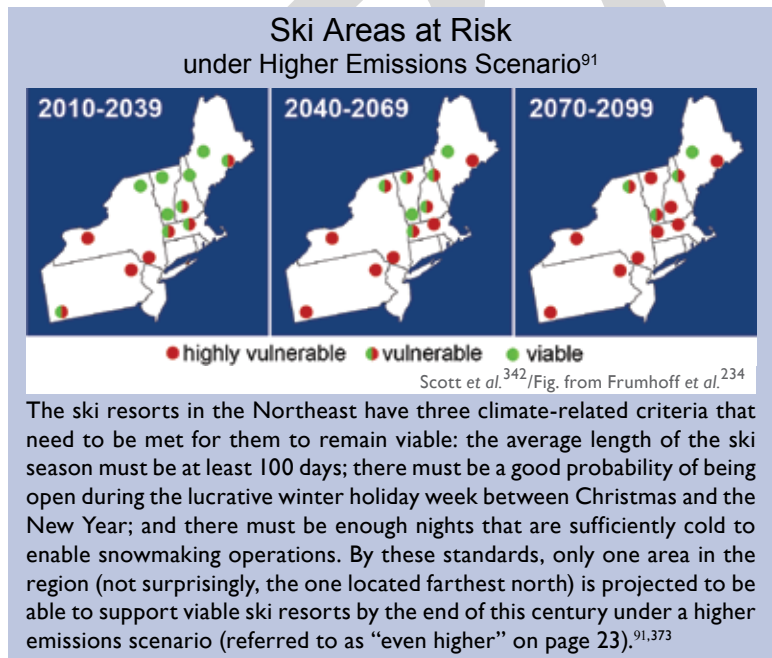 Ski Areas at Risk
under Higher Emissions Scenario⁹¹
2010-2039
2040-2069
2070-2099
highly vulnerable
vulnerable
viable
Scott et al.³⁴²/Fig. from Frumhoff et al.²³⁴
The ski resorts in the Northeast have three climate-related criteria that
need to be met for them to remain viable: the average length of the ski
season must be at least 100 days; there must be a good probability of being
open during the lucrative winter holiday week between Christmas and the
New Year; and there must be enough nights that are sufficiently cold to
enable snowmaking operations. By these standards, only one area in the
region (not surprisingly, the one located farthest north) is projected to be
able to support viable ski resorts by the end of this century under a higher
emissions scenario (referred to as “even higher” on page 23).⁹¹,³⁷³